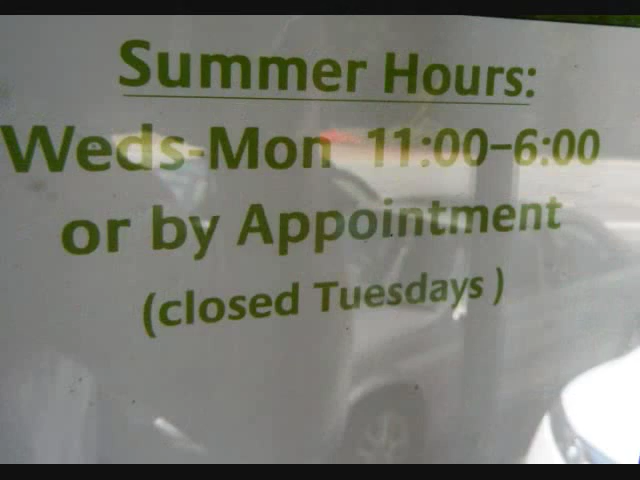 Summer Hours:
Weds-Mon 11:00-6:00
or by Appointment
(closed Tuesdays )